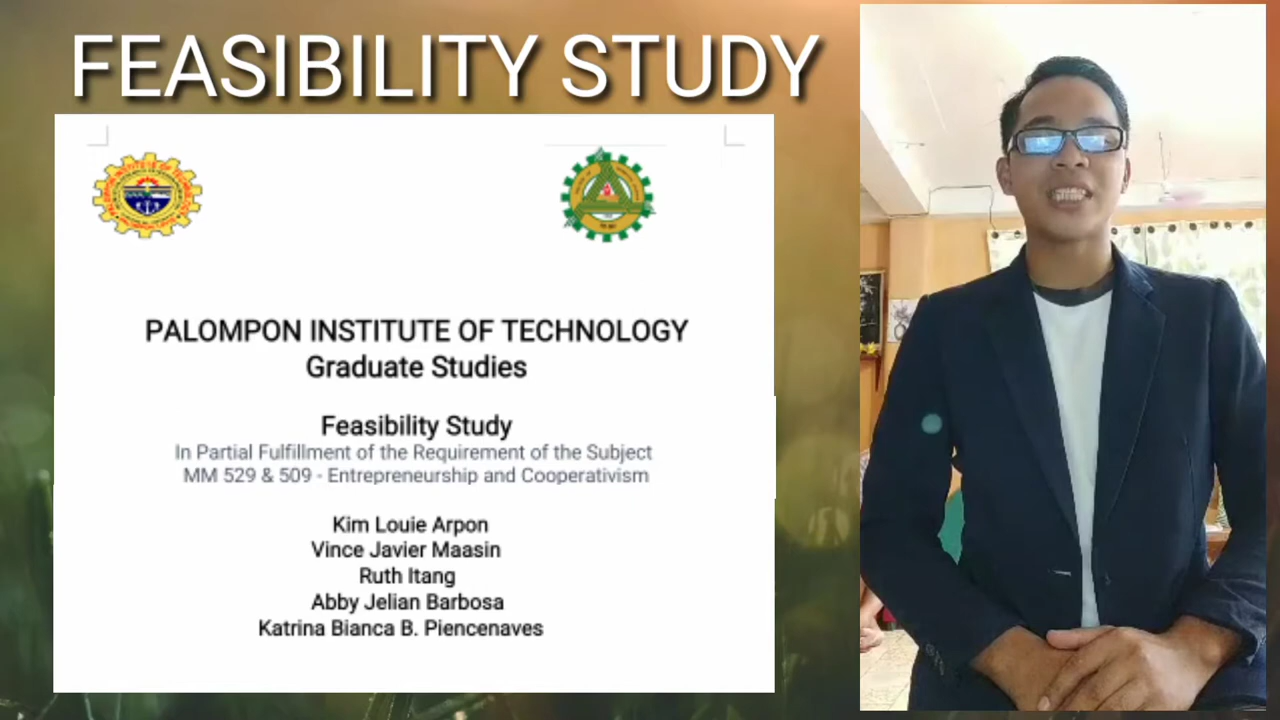 FEASIBILITY STUDY
PALOMPON INSTITUTE OF TECHNOLOGY
Graduate Studies
Feasibility Study
In Partial Fulfillment of the Requirement of the Subject
MM 529 & 509 - Entrepreneurship and Cooperativism
Kim Louie Arpon
Vince Javier Maasin
Ruth Itang
Abby Jelian Barbosa
Katrina Bianca B. Piencenaves